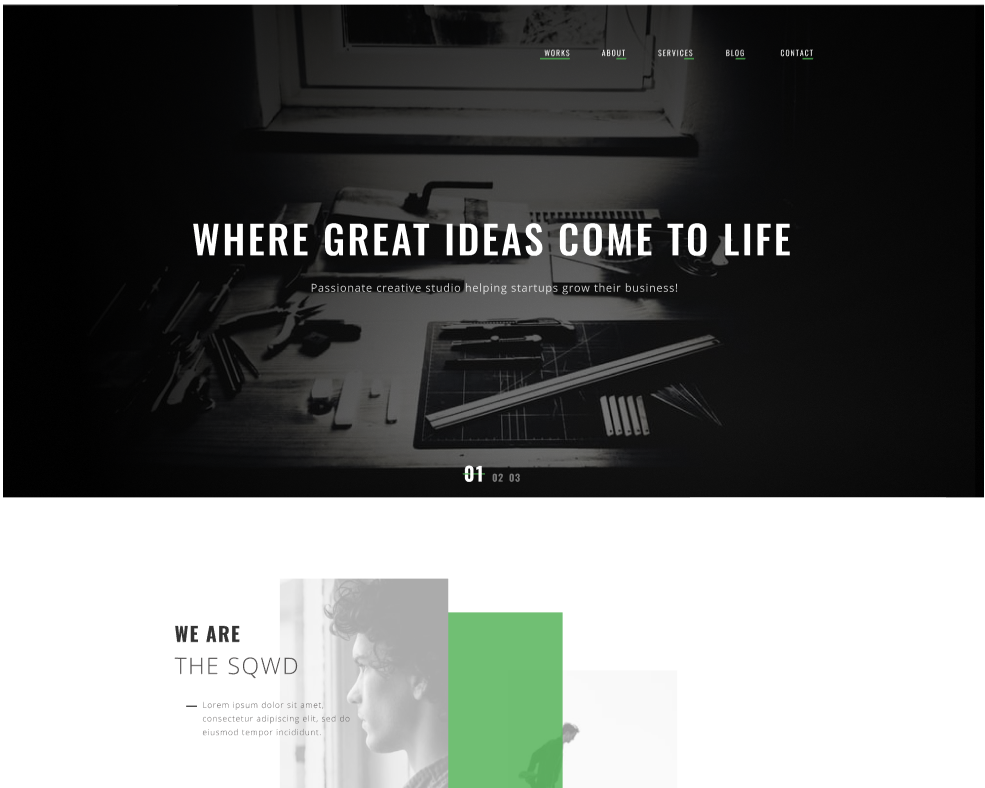 WORKS ABOUT SERVICES BLOG CONTACT
WHERE GREAT IDEAS COME TO LIFE
Passionate creative studio helping startups grow their business!
01 02 03
WE ARE
THE SQWD
Lorem ipsum dolor sit amet,
consectetur adipiscing elit, sed do
eiusmod tempor incididunt.